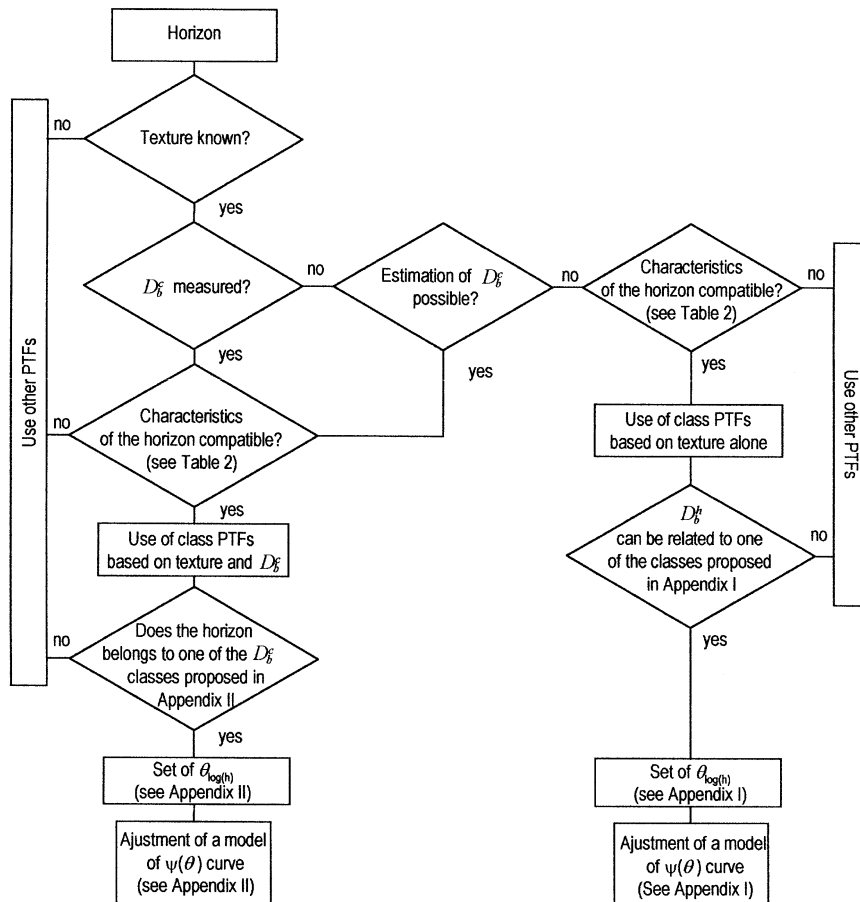 Horizon
no
Texture known?
yes
Use other PTFs
D_b^c measured?
no
Estimation of D_b^c
possible?
no
Characteristics
of the horizon compatible?
(see Table 2)
no
yes
yes
yes
Use other PTFs
no
Characteristics
of the horizon compatible?
(see Table 2)
Use of class PTFs
based on texture alone
yes
Use of class PTFs
based on texture and D_b^c
D_b^h
can be related to one
of the classes proposed
in Appendix I
no
no
Does the horizon
belongs to one of the D_b^c
classes proposed in
Appendix II
yes
yes
Set of θlog(h)
(see Appendix II)
Set of θlog(h)
(see Appendix I)
Ajustment of a model
of ψ(θ) curve
(see Appendix II)
Ajustment of a model
of ψ(θ) curve
(See Appendix I)